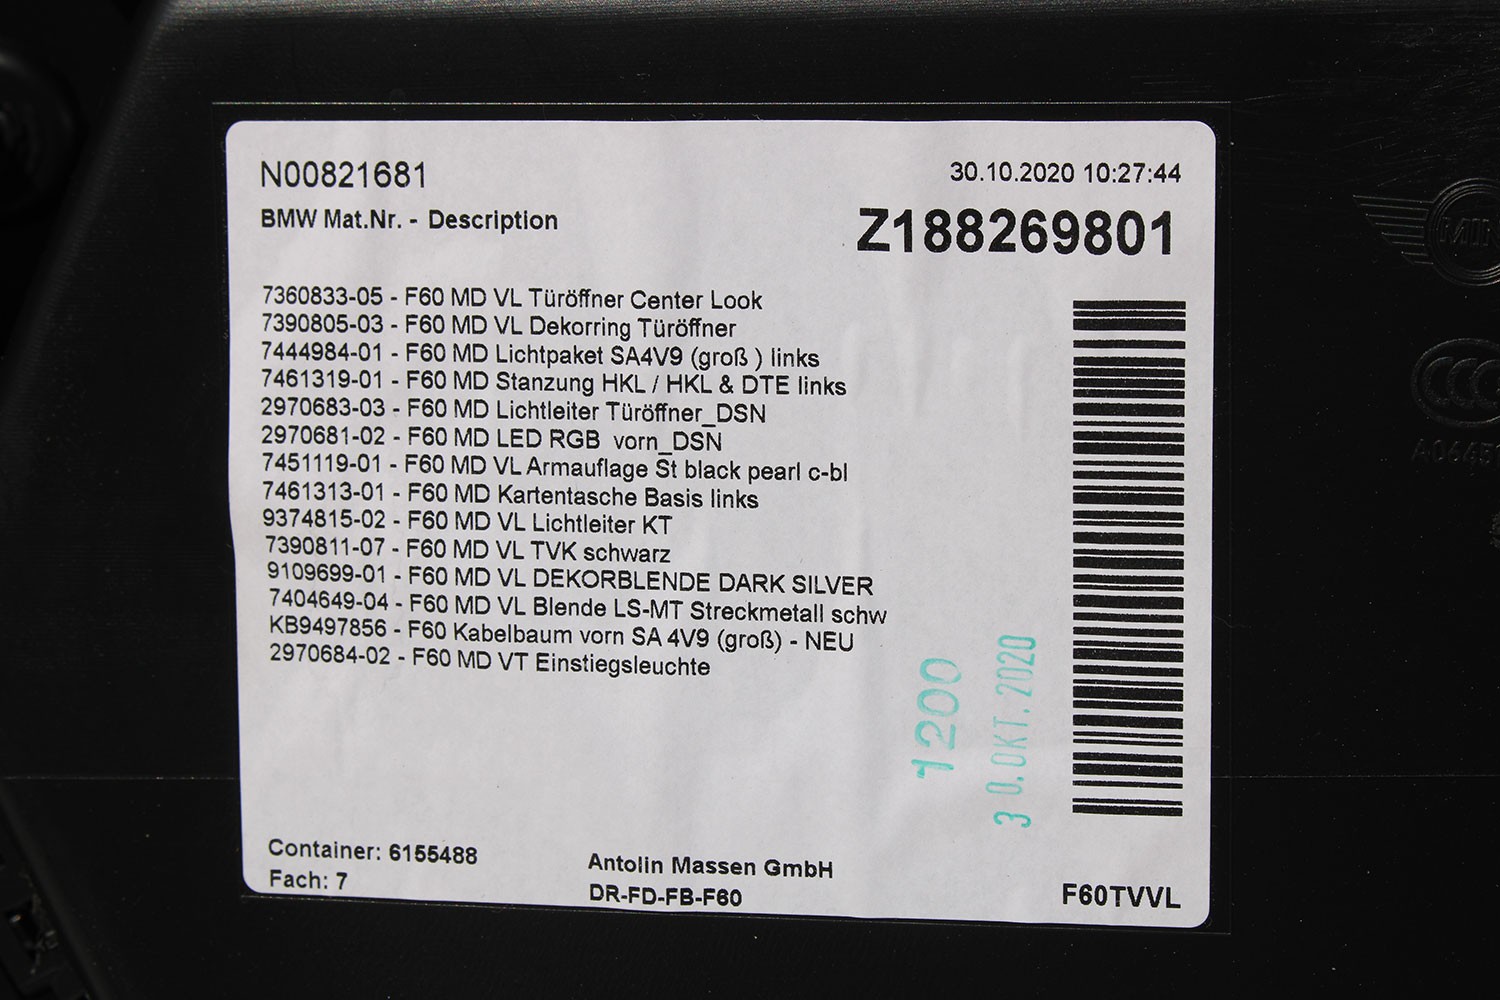 N00821681
30.10.2020 10:27:44
BMW Mat.Nr. - Description
Z188269801
7360833-05 - F60 MD VL Türöffner Center Look
7390805-03 - F60 MD VL Dekorring Türöffner
7444984-01 - F60 MD Lichtpaket SA4V9 (groß ) links
7461319-01 - F60 MD Stanzung HKL / HKL & DTE links
2970683-03 - F60 MD Lichtleiter Türöffner_DSN
2970681-02 - F60 MD LED RGB  vorn_DSN
7451119-01 - F60 MD VL Armauflage St black pearl c-bl
7461313-01 - F60 MD Kartentasche Basis links
9374815-02 - F60 MD VL Lichtleiter KT
7390811-07 - F60 MD VL TVK schwarz
9109699-01 - F60 MD VL DEKORBLENDE DARK SILVER
7404649-04 - F60 MD VL Blende LS-MT Streckmetall schw
KB9497856 - F60 Kabelbaum vorn SA 4V9 (groß) - NEU
2970684-02 - F60 MD VT Einstiegsleuchte
1200
30.OKT.2020
Container: 6155488
Fach: 7
Antolin Massen GmbH
DR-FD-FB-F60
F60TVVL